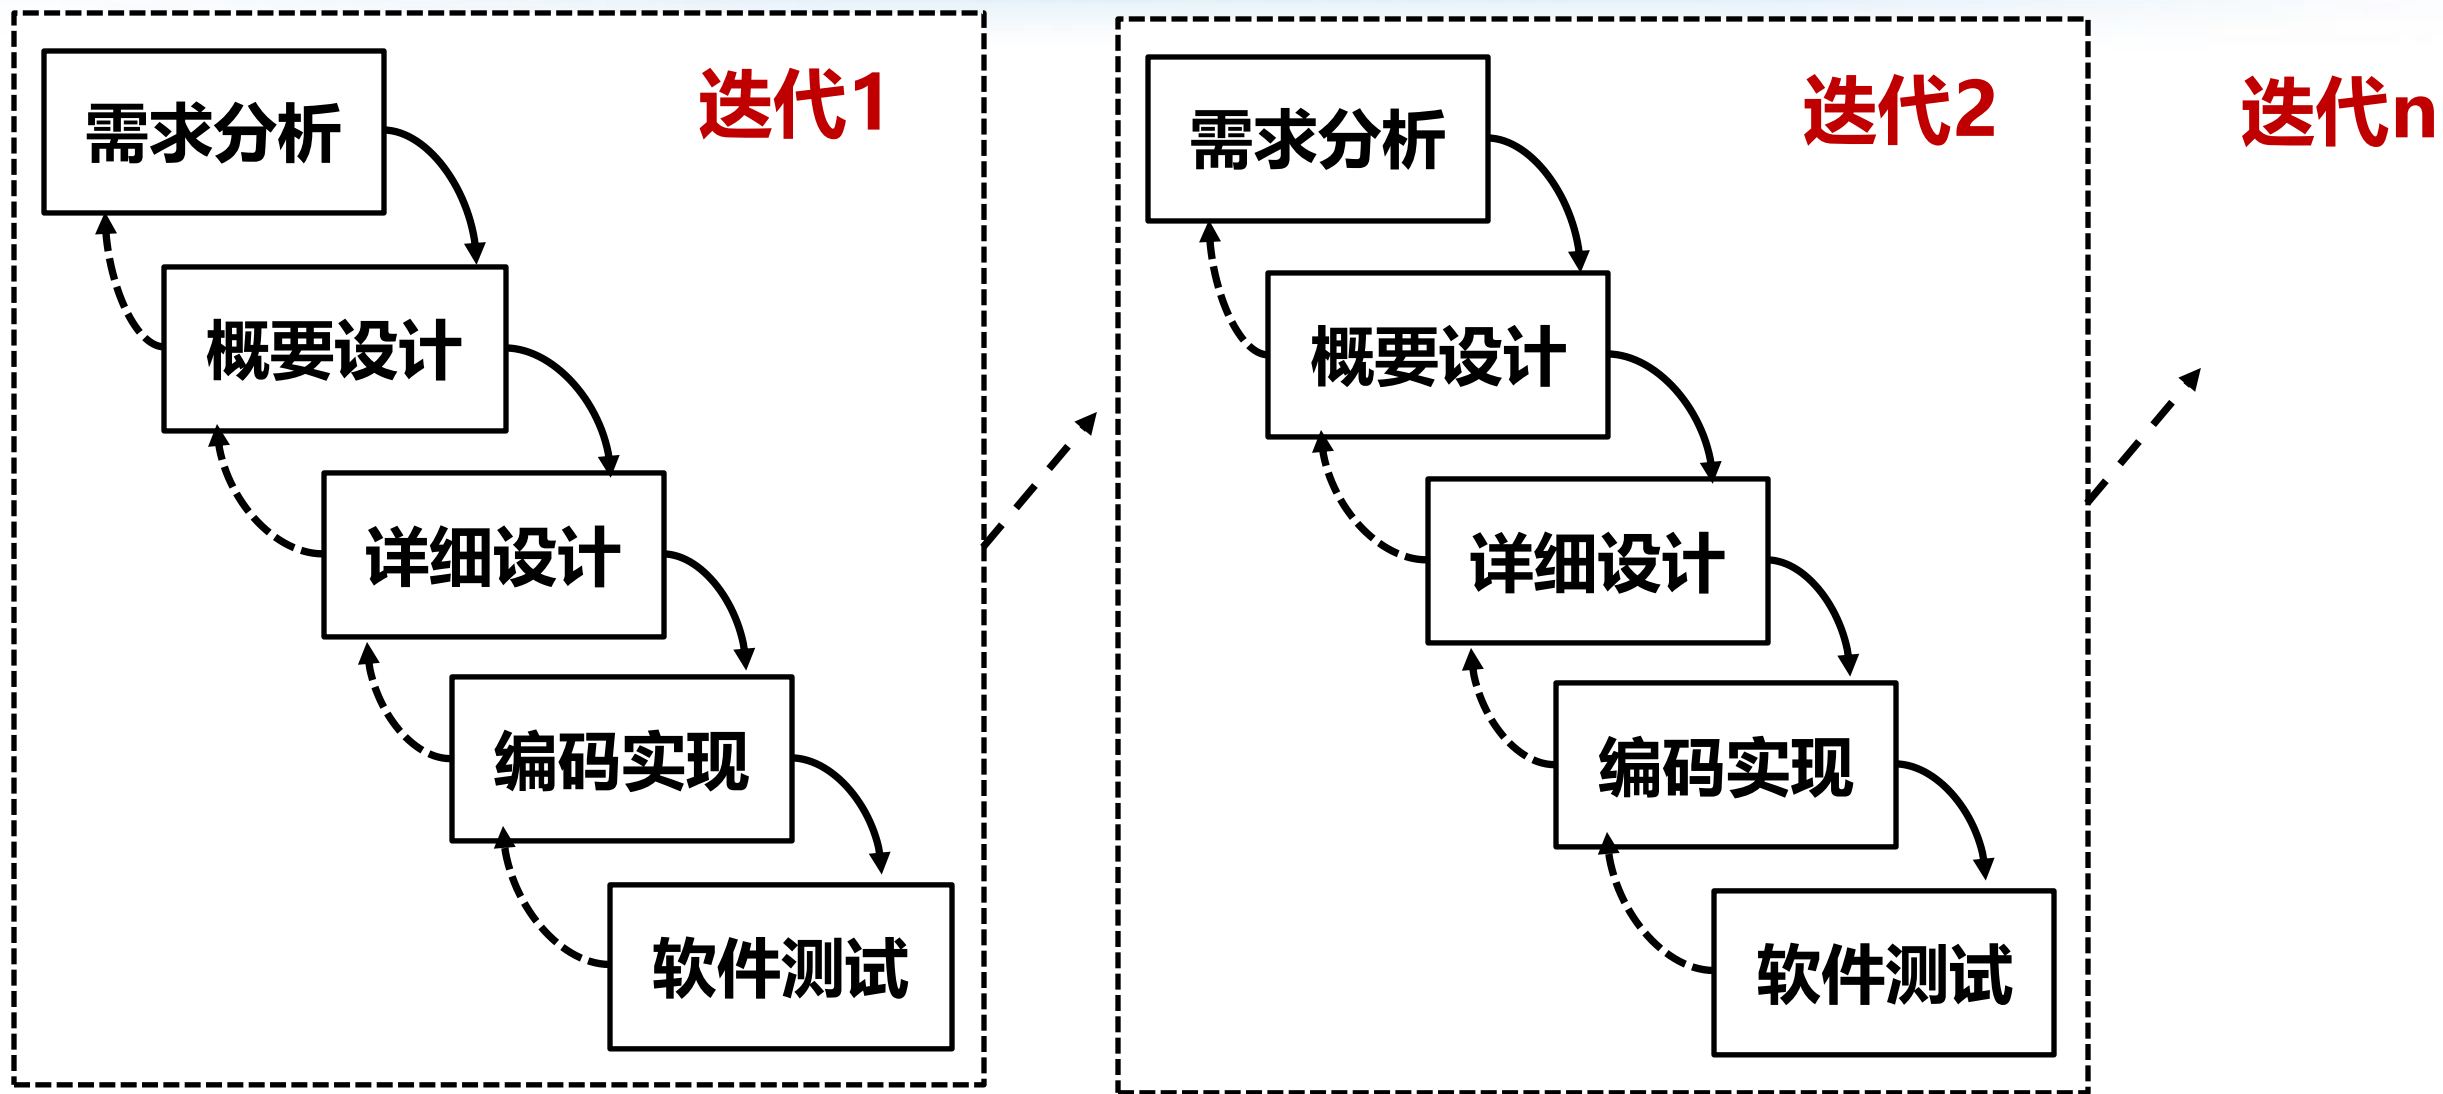 迭代1
需求分析
概要设计
详细设计
编码实现
软件测试
迭代2
需求分析
概要设计
详细设计
编码实现
软件测试
迭代n